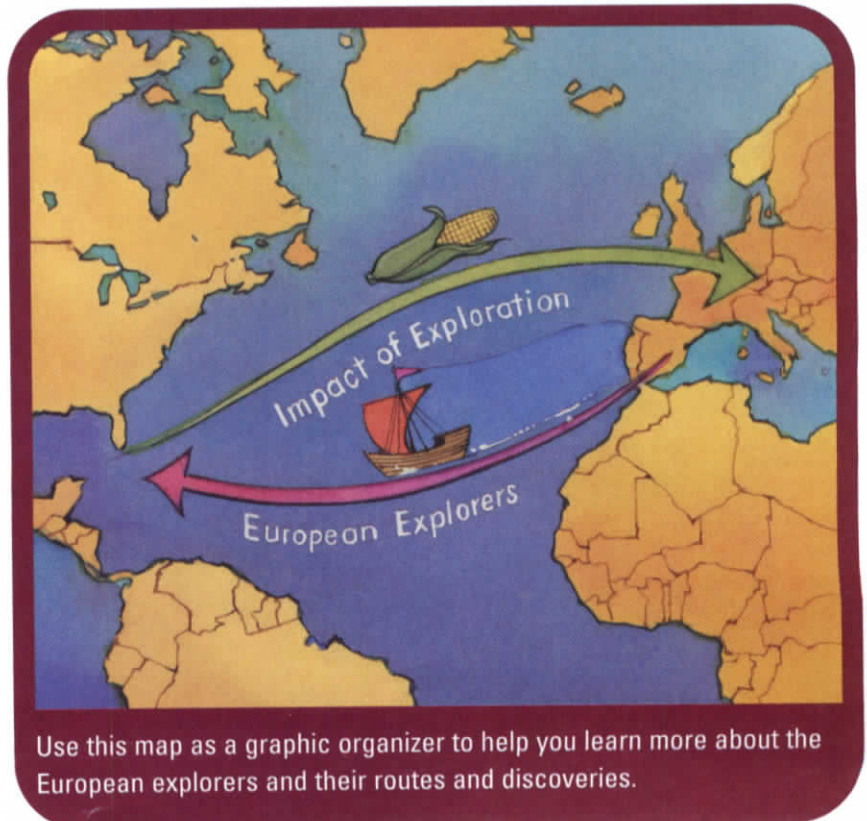 Impact of Exploration
European Explorers
Use this map as a graphic organizer to help you learn more about the
European explorers and their routes and discoveries.